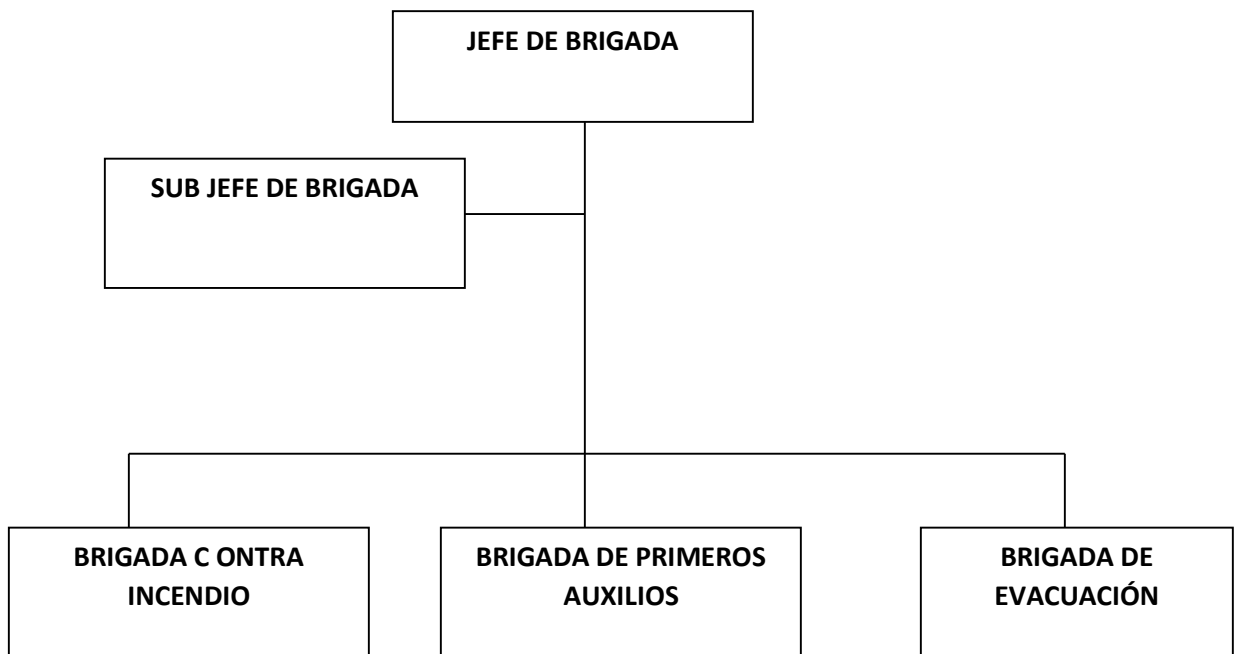 JEFE DE BRIGADA
SUB JEFE DE BRIGADA
BRIGADA C ONTRA
INCENDIO
BRIGADA DE PRIMEROS
AUXILIOS
BRIGADA DE
EVACUACIÓN